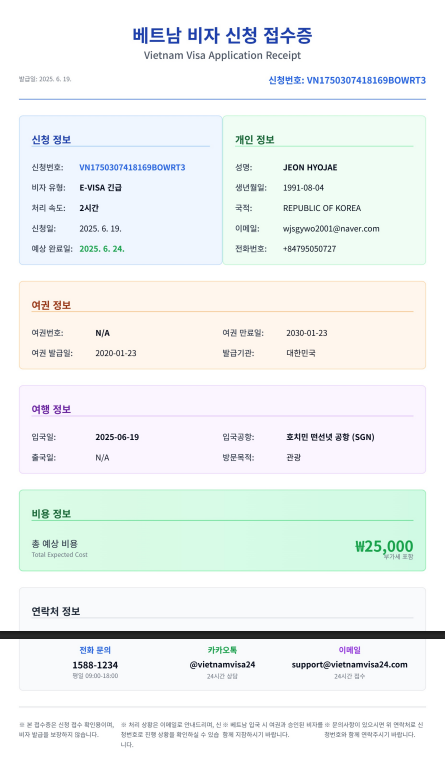 베트남 비자 신청 접수증
Vietnam Visa Application Receipt
발급일: 2025. 6. 19.
신청번호: VN1750307418169BOWRT3
신청 정보
신청번호: VN1750307418169BOWRT3
비자 유형: E-VISA 긴급
처리 속도: 2시간
신청일: 2025. 6. 19.
예상 완료일: 2025. 6. 24.
개인 정보
성명: JEON HYOJAE
생년월일: 1991-08-04
국적: REPUBLIC OF KOREA
이메일: wjsgywo2001@naver.com
전화번호: +84795050727
여권 정보
여권번호: N/A
여권 만료일: 2030-01-23
여권 발급일: 2020-01-23
발급기관: 대한민국
여행 정보
입국일: 2025-06-19
입국공항: 호치민 떤선녓 공항 (SGN)
출국일: N/A
방문목적: 관광
비용 정보
총 예상 비용
Total Expected Cost
₩25,000
부가세 포함
연락처 정보
전화 문의
1588-1234
평일 09:00-18:00
카카오톡
@vietnamvisa24
24시간 상담
이메일
support@vietnamvisa24.com
24시간 접수
※ 본 접수증은 신청 접수 확인용이며,
비자 발급을 보장하지 않습니다.
※ 처리 상황은 이메일로 안내드리며, 신
청번호로 진행 상황을 확인하실 수 있습
니다.
※ 베트남 입국 시 여권과 승인된 비자를
함께 지참하시기 바랍니다.
※ 문의사항이 있으시면 위 연락처로 신
청번호와 함께 연락주시기 바랍니다.